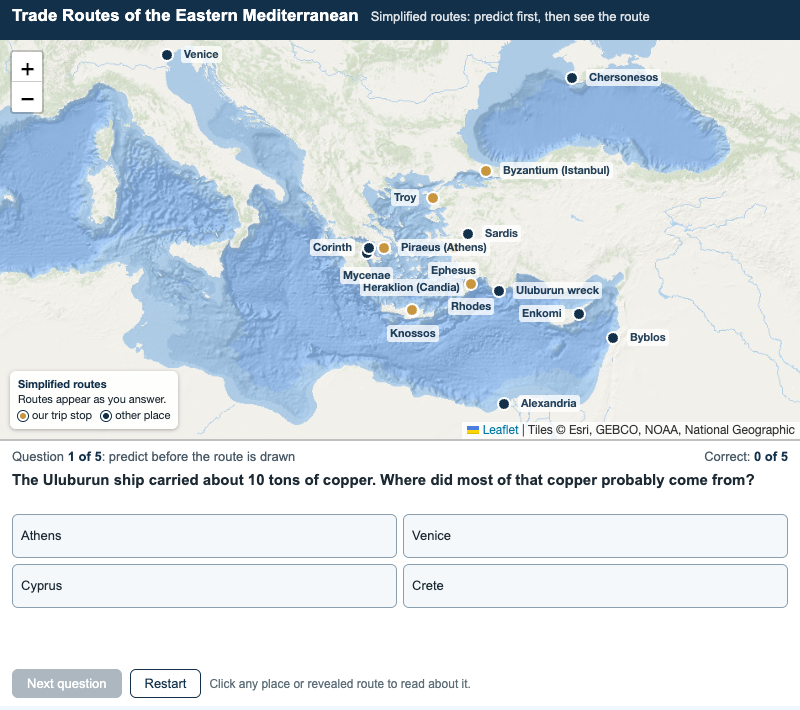 Trade Routes of the Eastern Mediterranean Simplified routes: predict first, then see the route
+
−
Venice
Chersonesos
Byzantium (Istanbul)
Troy
Sardis
Corinth
Piraeus (Athens)
Mycenae
Ephesus
Heraklion (Candia)
Uluburun wreck
Rhodes
Enkomi
Knossos
Byblos
Alexandria
Simplified routes
Routes appear as you answer.
our trip stop other place
Leaflet | Tiles © Esri, GEBCO, NOAA, National Geographic
Question 1 of 5: predict before the route is drawn
Correct: 0 of 5
The Uluburun ship carried about 10 tons of copper. Where did most of that copper probably come from?
Athens
Venice
Cyprus
Crete
Next question
Restart
Click any place or revealed route to read about it.